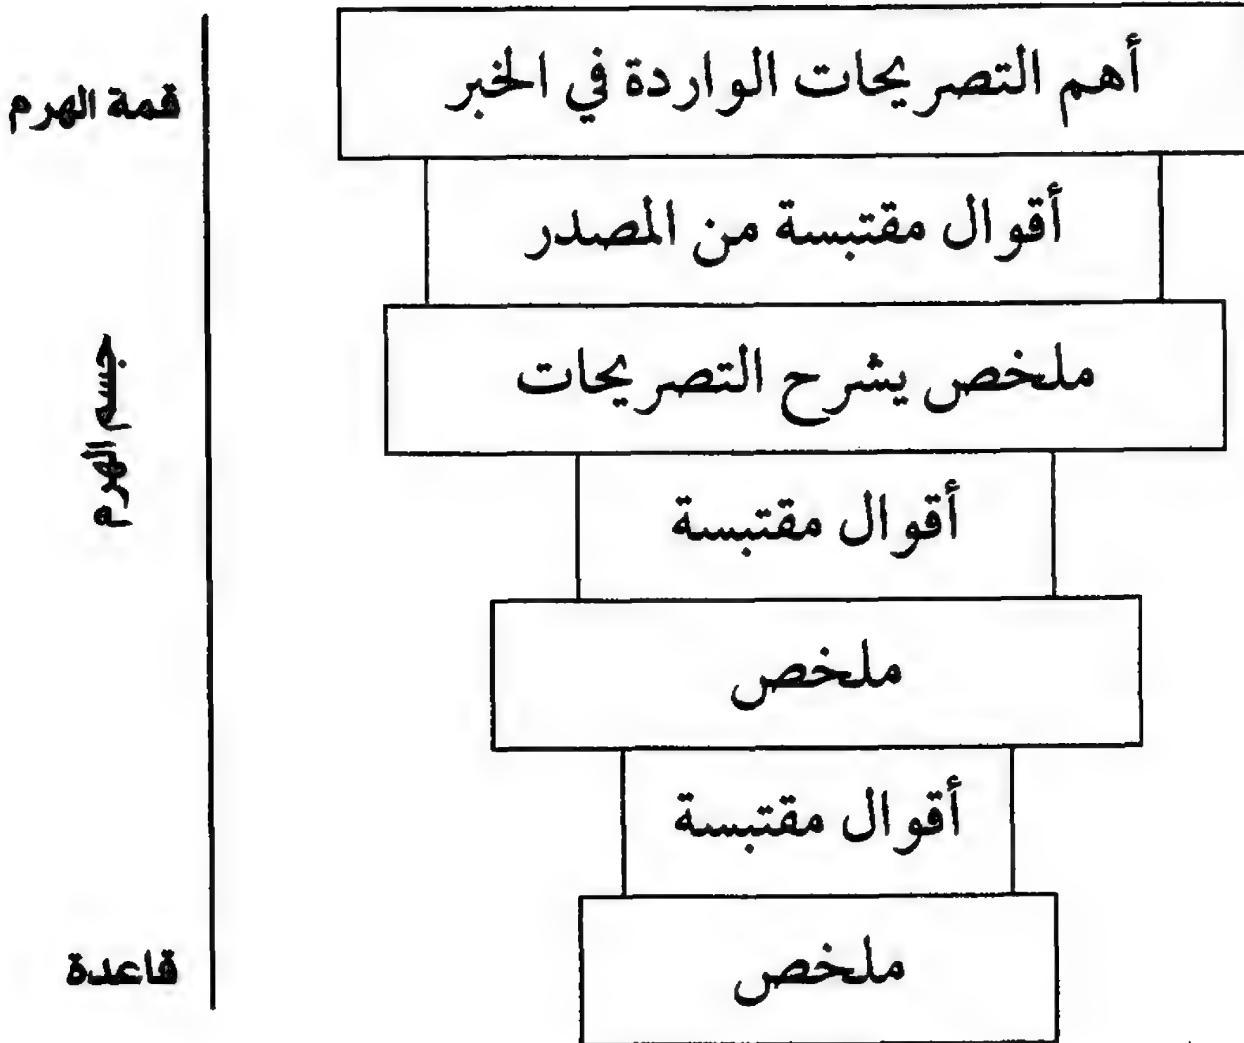 أهم التصريحات الواردة في الخبر
قمة الهرم
أقوال مقتبسة من المصدر
ملخص يشرح التصريحات
جسم الهرم
أقوال مقتبسة
ملخص
أقوال مقتبسة
ملخص
قاعدة